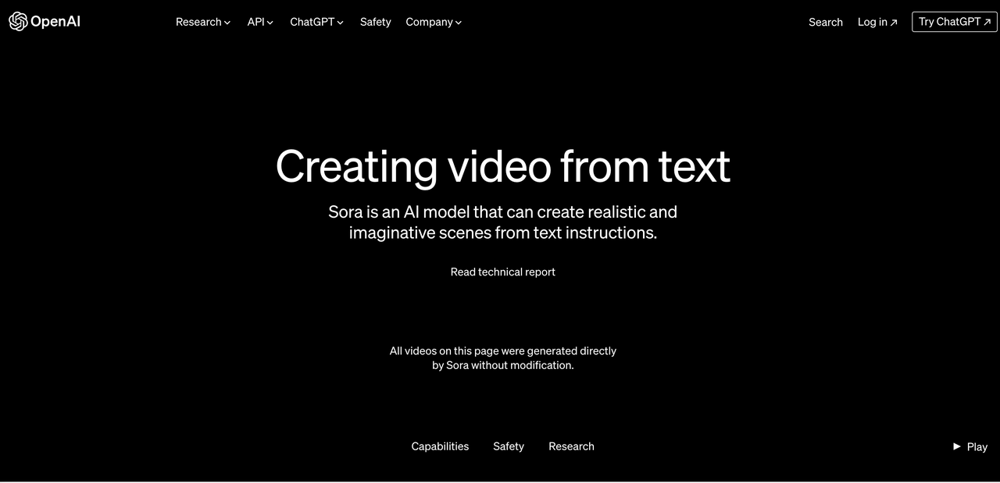 OpenAI Research API ChatGPT Safety Company Search Log in Try ChatGPT
Creating video from text
Sora is an AI model that can create realistic and
imaginative scenes from text instructions.
Read technical report
All videos on this page were generated directly
by Sora without modification.
Capabilities Safety Research Play